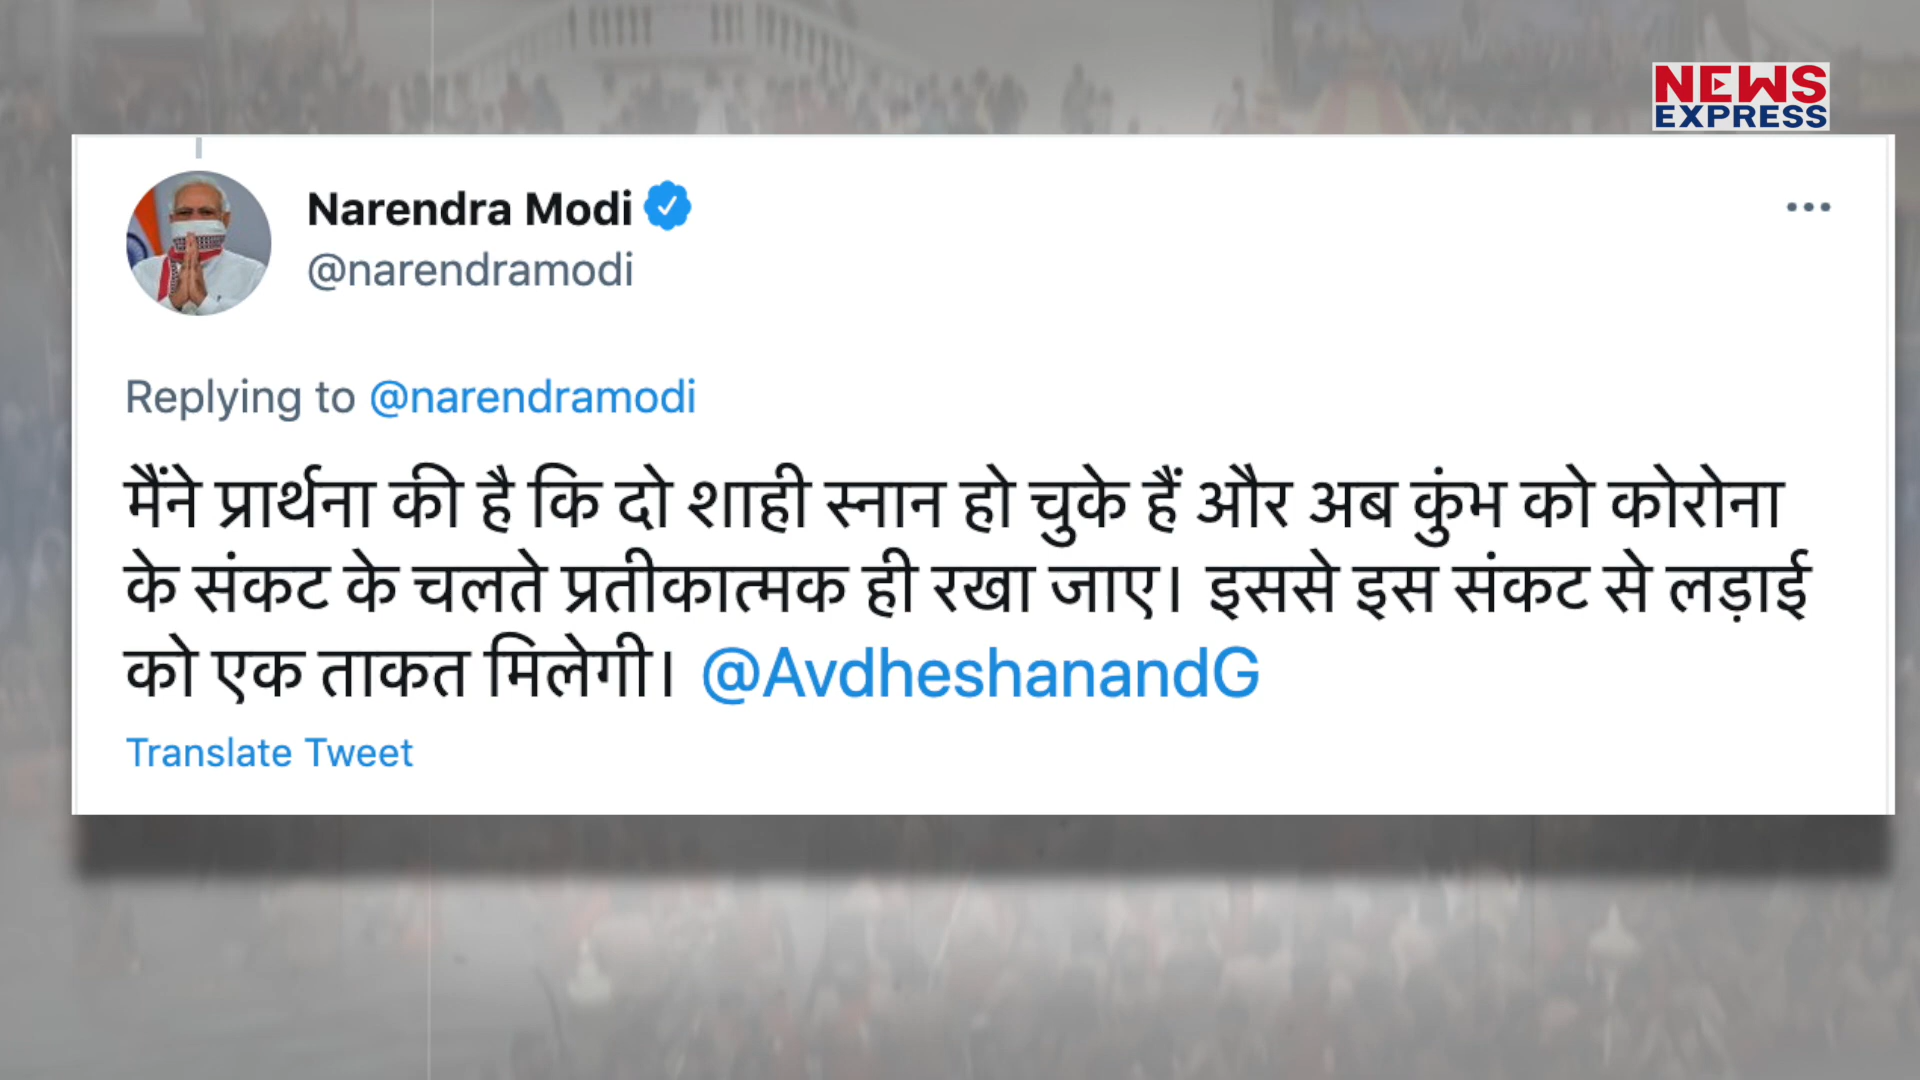 NEWS
EXPRESS
Narendra Modi
@narendramodi
Replying to @narendramodi
मैंने प्रार्थना की है कि दो शाही स्नान हो चुके हैं और अब कुंभ को कोरोना
के संकट के चलते प्रतीकात्मक ही रखा जाए। इससे इस संकट से लड़ाई
को एक ताकत मिलेगी। @AvdheshanandG
Translate Tweet